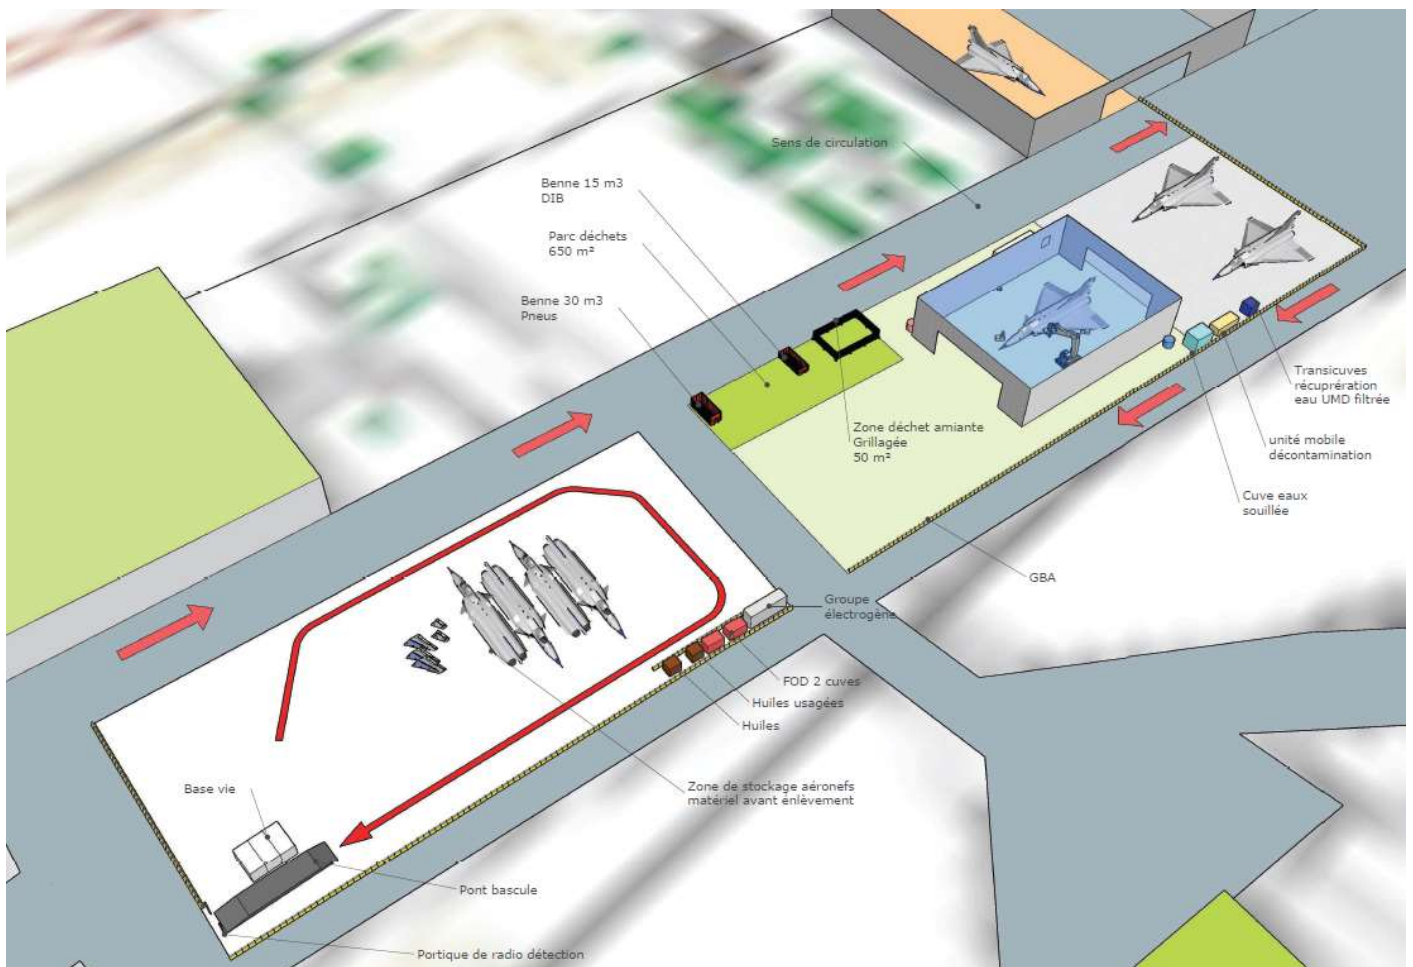 Sens de circulation
Benne 15 m3
DIB
Parc déchets
650 m²
Benne 30 m3
Pneus
Zone déchet amiante
Grillagée
50 m²
Transicuves
récuprération
eau UMD filtrée
unité mobile
décontamination
Cuve eaux
souillée
GBA
Groupe
électrogène
FOD 2 cuves
Huiles usagées
Huiles
Zone de stockage aéronefs
matériel avant enlèvement
Base vie
Pont bascule
Portique de radio détection